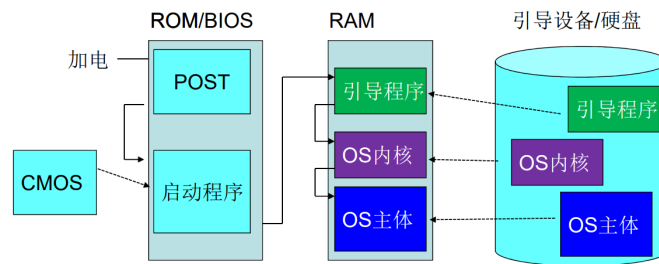 ROM/BIOS
RAM
引导设备/硬盘
加电
POST
引导程序
引导程序
OS内核
OS内核
CMOS
启动程序
OS主体
OS主体